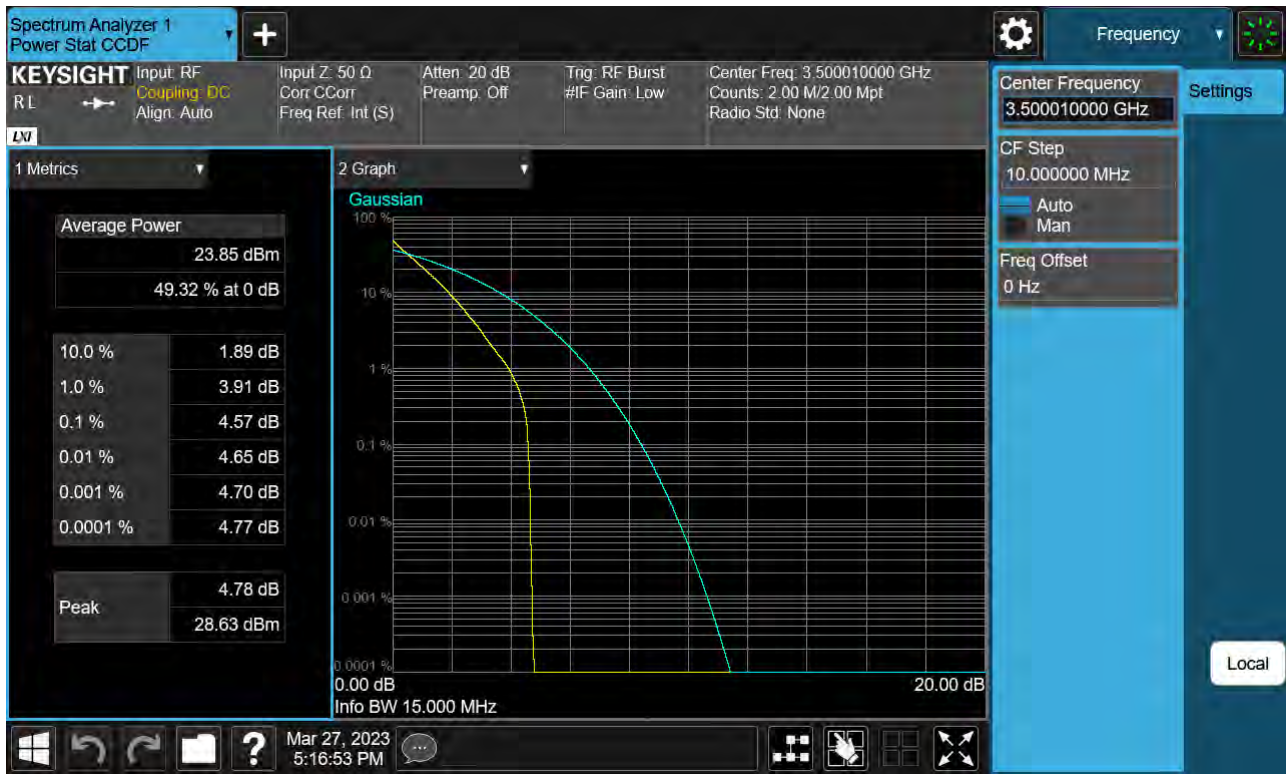 Spectrum Analyzer 1
Power Stat CCDF
+
Frequency
KEYSIGHT
RL
LXI
Input: RF
Coupling: DC
Align: Auto
Input Z: 50 Ω
Corr CCorr
Freq Ref: Int (S)
Atten: 20 dB
Preamp: Off
Trig: RF Burst
#IF Gain: Low
Center Freq: 3.500010000 GHz
Counts: 2.00 M/2.00 Mpt
Radio Std: None
Center Frequency
3.500010000 GHz
Settings
CF Step
10.000000 MHz
Auto
Man
Freq Offset
0 Hz
Local
1 Metrics
Average Power
23.85 dBm
49.32 % at 0 dB
10.0 % 1.89 dB
1.0 % 3.91 dB
0.1 % 4.57 dB
0.01 % 4.65 dB
0.001 % 4.70 dB
0.0001 % 4.77 dB
Peak
4.78 dB
28.63 dBm
2 Graph
Gaussian
100 %
10 %
1 %
0.1 %
0.01 %
0.001 %
0.0001 %
0.00 dB 20.00 dB
Info BW 15.000 MHz
?
Mar 27, 2023
5:16:53 PM